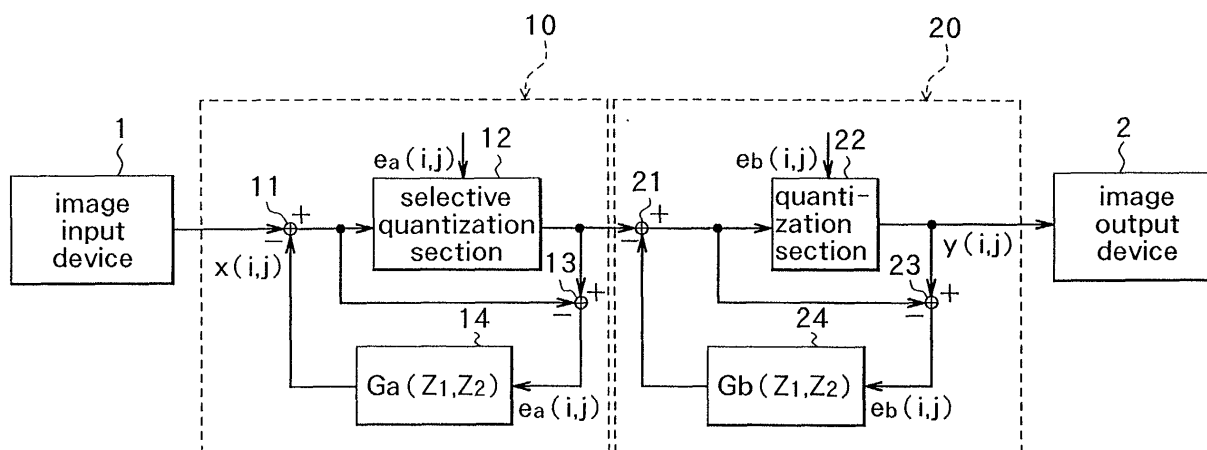 10
20
1
image
input
device
11
+
−
x(i,j)
ea(i,j)
12
selective
quantization
section
13
+
−
14
Ga(Z1,Z2)
ea(i,j)
21
+
−
eb(i,j)
22
quanti-
zation
section
y(i,j)
23
+
−
24
Gb(Z1,Z2)
eb(i,j)
2
image
output
device